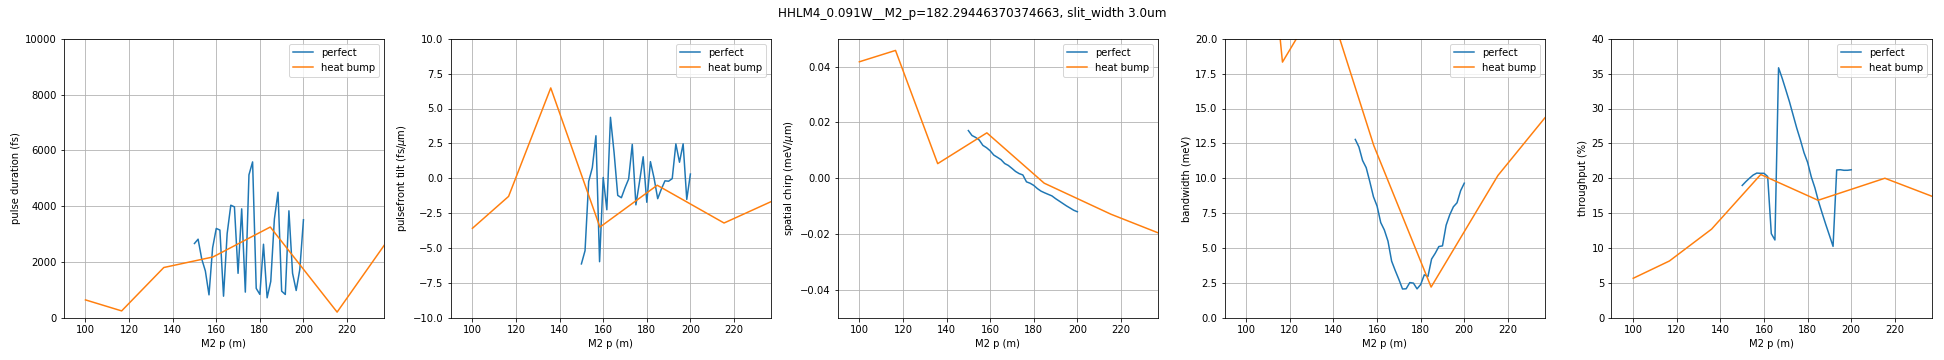 HHLM4_0.091W__M2_p=182.29446370374663, slit_width 3.0um
pulse duration (fs)
10000
8000
6000
4000
2000
0
perfect
heat bump
100 120 140 160 180 200 220
M2 p (m)
pulsefront tilt (fs/μm)
10.0
7.5
5.0
2.5
0.0
−2.5
−5.0
−7.5
−10.0
perfect
heat bump
100 120 140 160 180 200 220
M2 p (m)
spatial chirp (meV/μm)
0.04
0.02
0.00
−0.02
−0.04
perfect
heat bump
100 120 140 160 180 200 220
M2 p (m)
bandwidth (meV)
20.0
17.5
15.0
12.5
10.0
7.5
5.0
2.5
0.0
perfect
heat bump
100 120 140 160 180 200 220
M2 p (m)
throughput (%)
40
35
30
25
20
15
10
5
0
perfect
heat bump
100 120 140 160 180 200 220
M2 p (m)